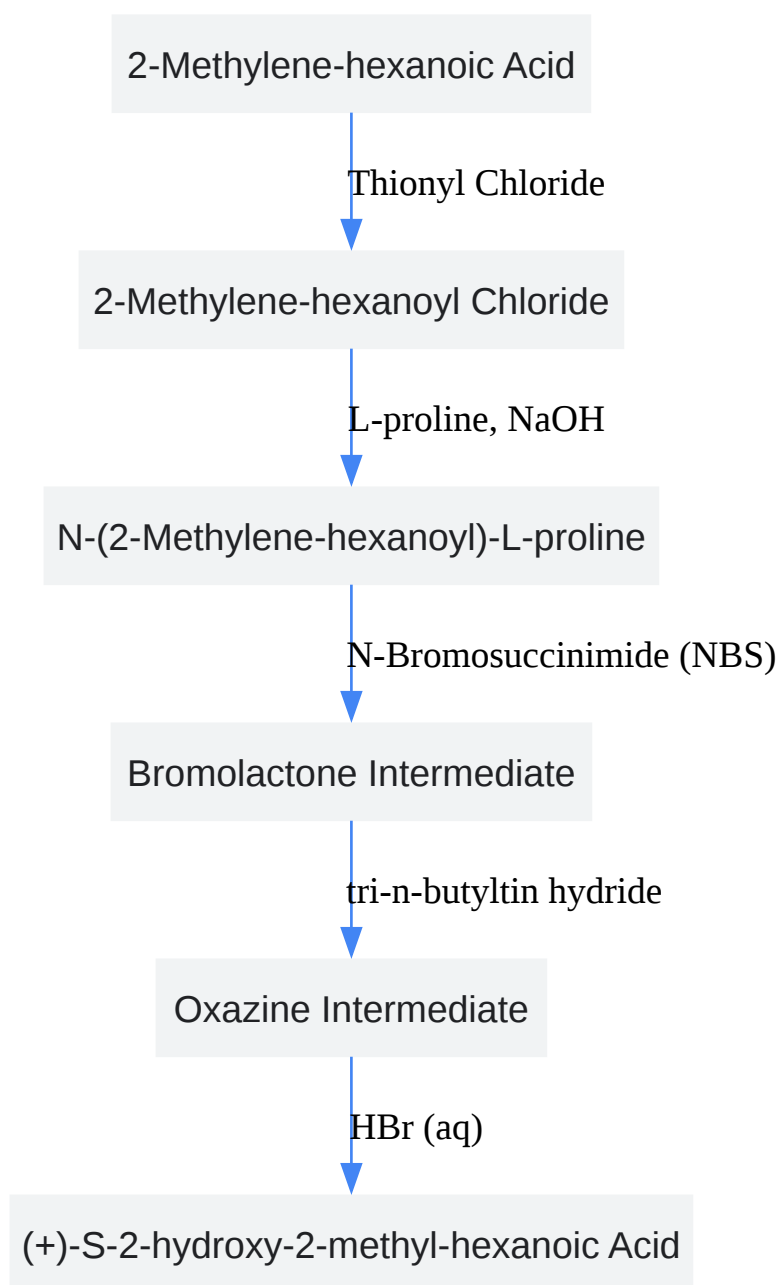 2-Methylene-hexanoic Acid
Thionyl Chloride
2-Methylene-hexanoyl Chloride
L-proline, NaOH
N-(2-Methylene-hexanoyl)-L-proline
N-Bromosuccinimide (NBS)
Bromolactone Intermediate
tri-n-butyltin hydride
Oxazine Intermediate
HBr (aq)
(+)-S-2-hydroxy-2-methyl-hexanoic Acid